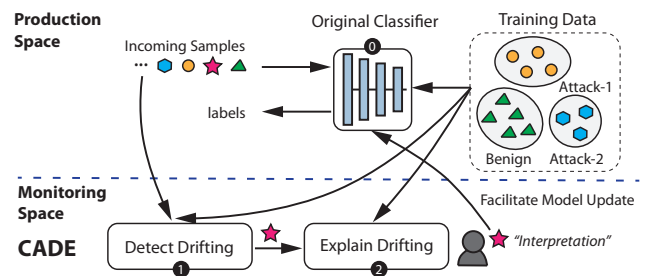 Production
Space
Original Classifier
Training Data
0
Incoming Samples
...
Attack-1
labels
Benign
Attack-2
Monitoring
Space
Facilitate Model Update
CADE
Detect Drifting
1
Explain Drifting
2
"Interpretation"